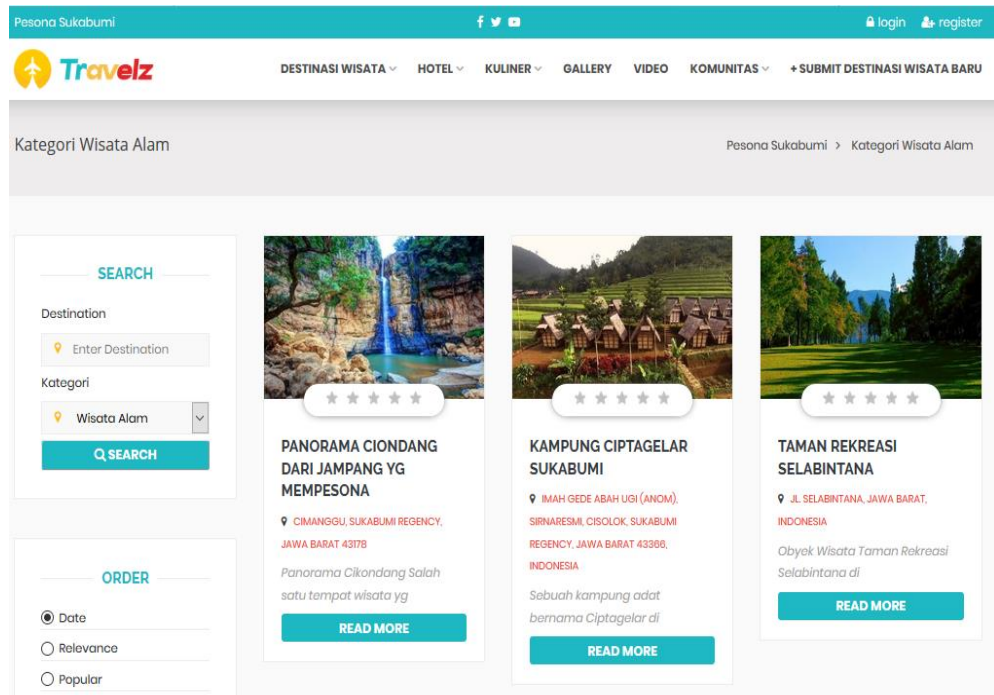 Pesona Sukabumi
login register
Travelz
DESTINASI WISATA HOTEL KULINER GALLERY VIDEO KOMUNITAS + SUBMIT DESTINASI WISATA BARU
Kategori Wisata Alam
Pesona Sukabumi > Kategori Wisata Alam
SEARCH
Destination
Enter Destination
Kategori
Wisata Alam
SEARCH
ORDER
Date
Relevance
Popular
PANORAMA CIONDANG
DARI JAMPANG YG
MEMPESONA
CIMANGGU, SUKABUMI REGENCY,
JAWA BARAT 43178
Panorama Cikondang Salah
satu tempat wisata yg
READ MORE
KAMPUNG CIPTAGELAR
SUKABUMI
IMAH GEDE ABAH UGI (ANOM),
SIRNARESMI, CISOLOK, SUKABUMI
REGENCY, JAWA BARAT 43366,
INDONESIA
Sebuah kampung adat
bernama Ciptagelar di
READ MORE
TAMAN REKREASI
SELABINTANA
JL. SELABINTANA, JAWA BARAT,
INDONESIA
Obyek Wisata Taman Rekreasi
Selabintana di
READ MORE